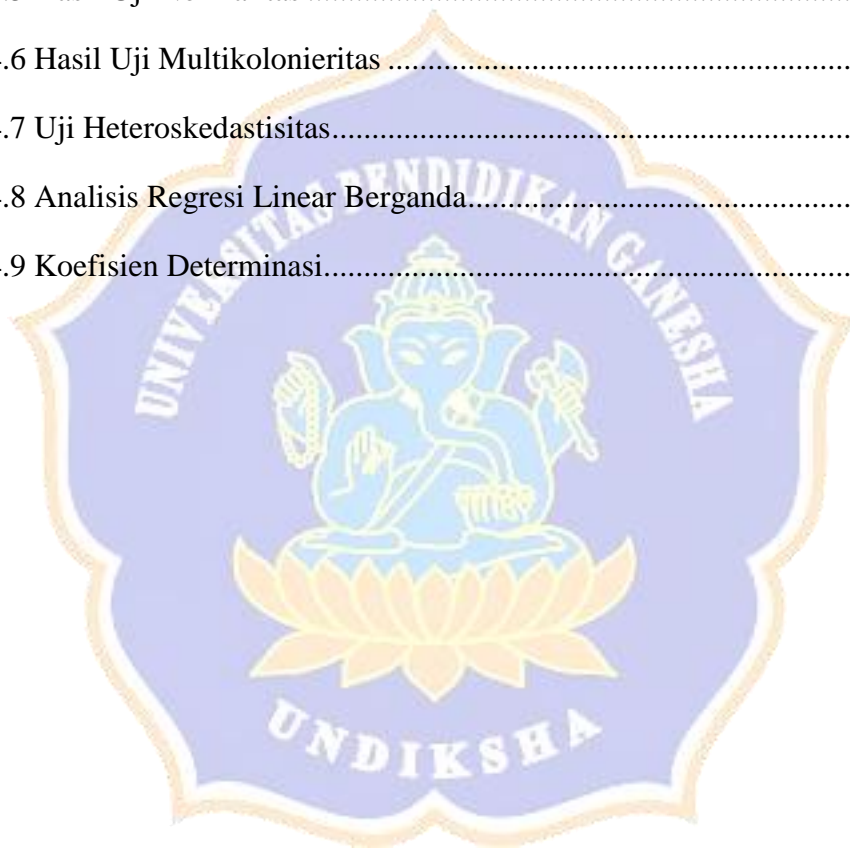 .6 Hasil Uji Multikolonieritas ........................................................
.7 Uji Heteroskedastisitas...............................................................
.8 Analisis Regresi Linear Berganda..............................................
.9 Koefisien Determinasi................................................................
UNIVERSITAS PENDIDIKAN GANESHA
UNDIKSHA